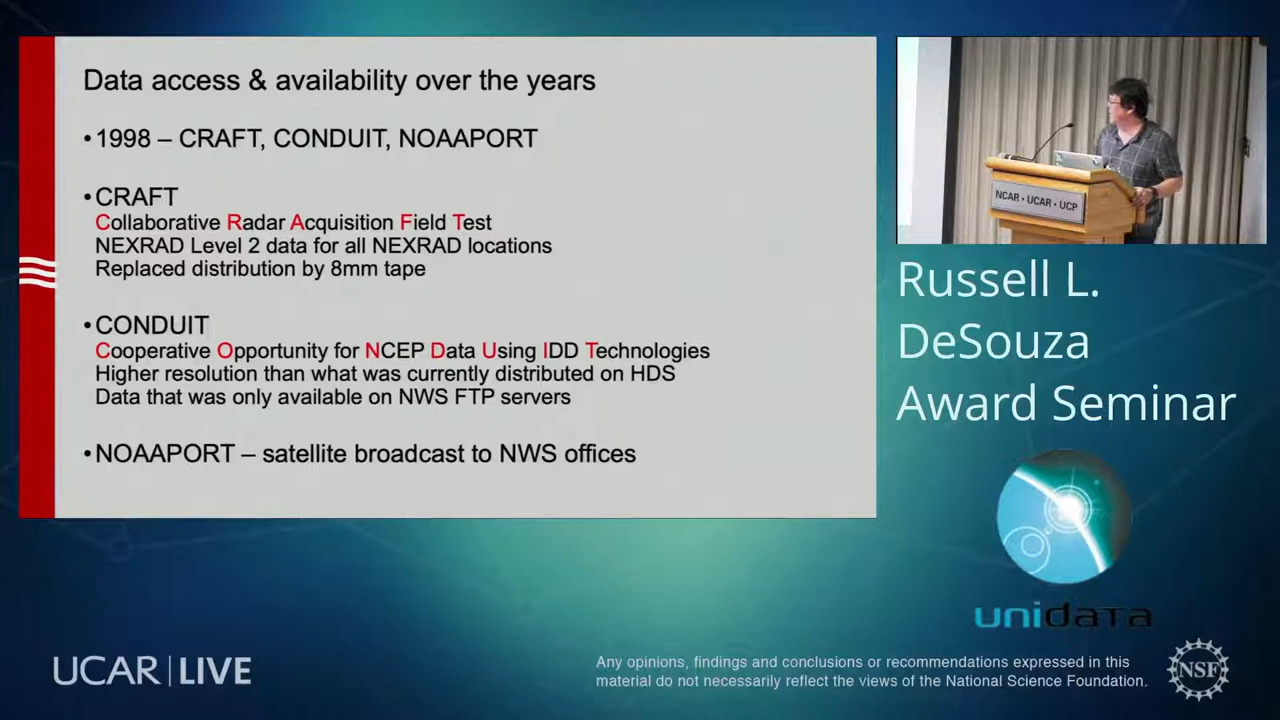 Data access & availability over the years
•1998 – CRAFT, CONDUIT, NOAAPORT
•CRAFT
Collaborative Radar Acquisition Field Test
NEXRAD Level 2 data for all NEXRAD locations
Replaced distribution by 8mm tape
•CONDUIT
Cooperative Opportunity for NCEP Data Using IDD Technologies
Higher resolution than what was currently distributed on HDS
Data that was only available on NWS FTP servers
•NOAAPORT – satellite broadcast to NWS offices
NCAR • UCAR • UCP
Russell L.
DeSouza
Award Seminar
unidata
UCAR | LIVE
Any opinions, findings and conclusions or recommendations expressed in this
material do not necessarily reflect the views of the National Science Foundation.
NSF